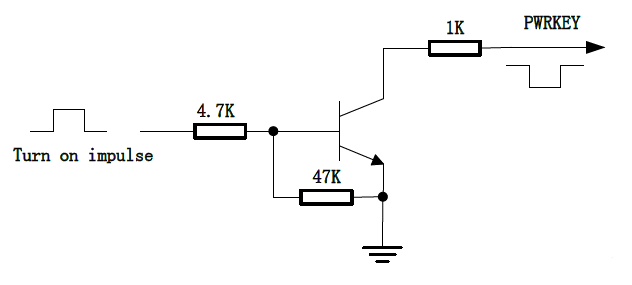 1K
PWRKEY
4.7K
Turn on impulse
47K